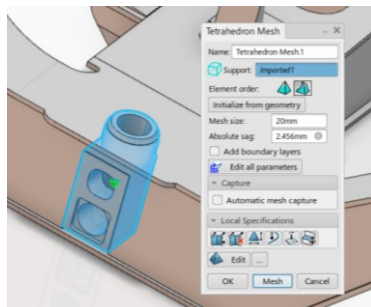 Tetrahedron Mesh
Name: Tetrahedron Mesh.1
Support: Imported1
Element order:
Initialize from geometry
Mesh size: 20mm
Absolute sag: 2.456mm
Add boundary layers
Edit all parameters
Capture
Automatic mesh capture
Local Specifications
Edit ...
OK Mesh Cancel